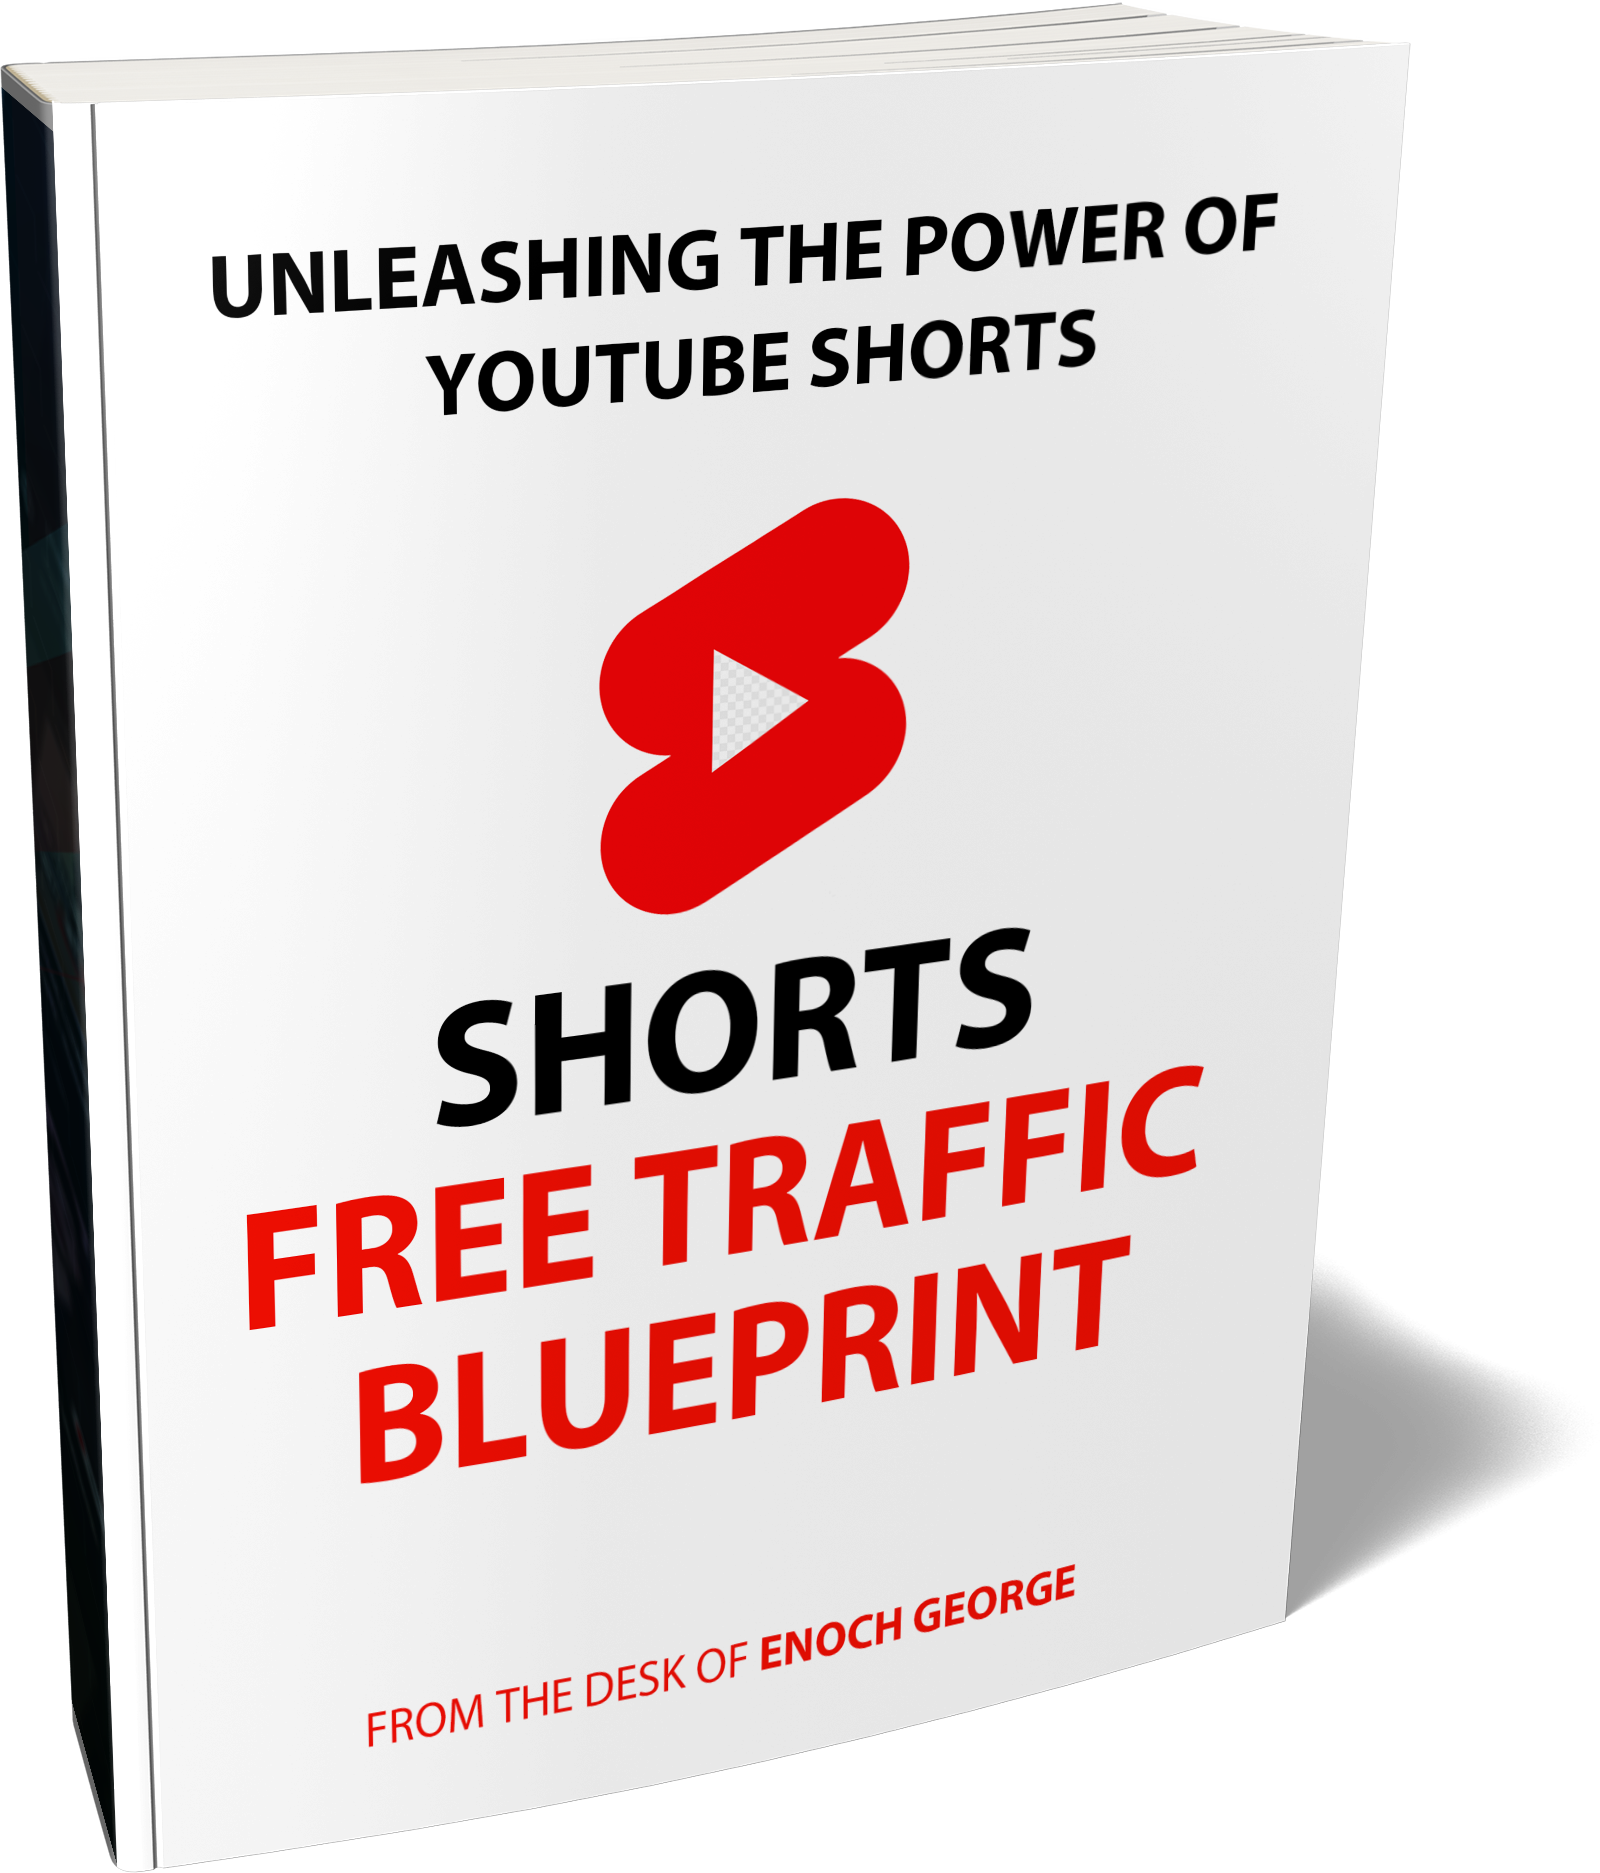 UNLEASHING THE POWER OF
YOUTUBE SHORTS
SHORTS
FREE TRAFFIC
BLUEPRINT
FROM THE DESK OF ENOCH GEORGE